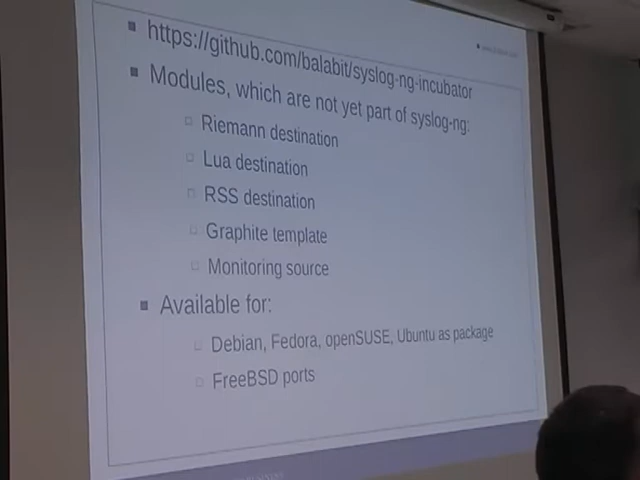 https://github.com/balabit/syslog-ng-incubator
Modules, which are not yet part of syslog-ng:
Riemann destination
Lua destination
RSS destination
Graphite template
Monitoring source
Available for:
Debian, Fedora, openSUSE, Ubuntu as package
FreeBSD ports